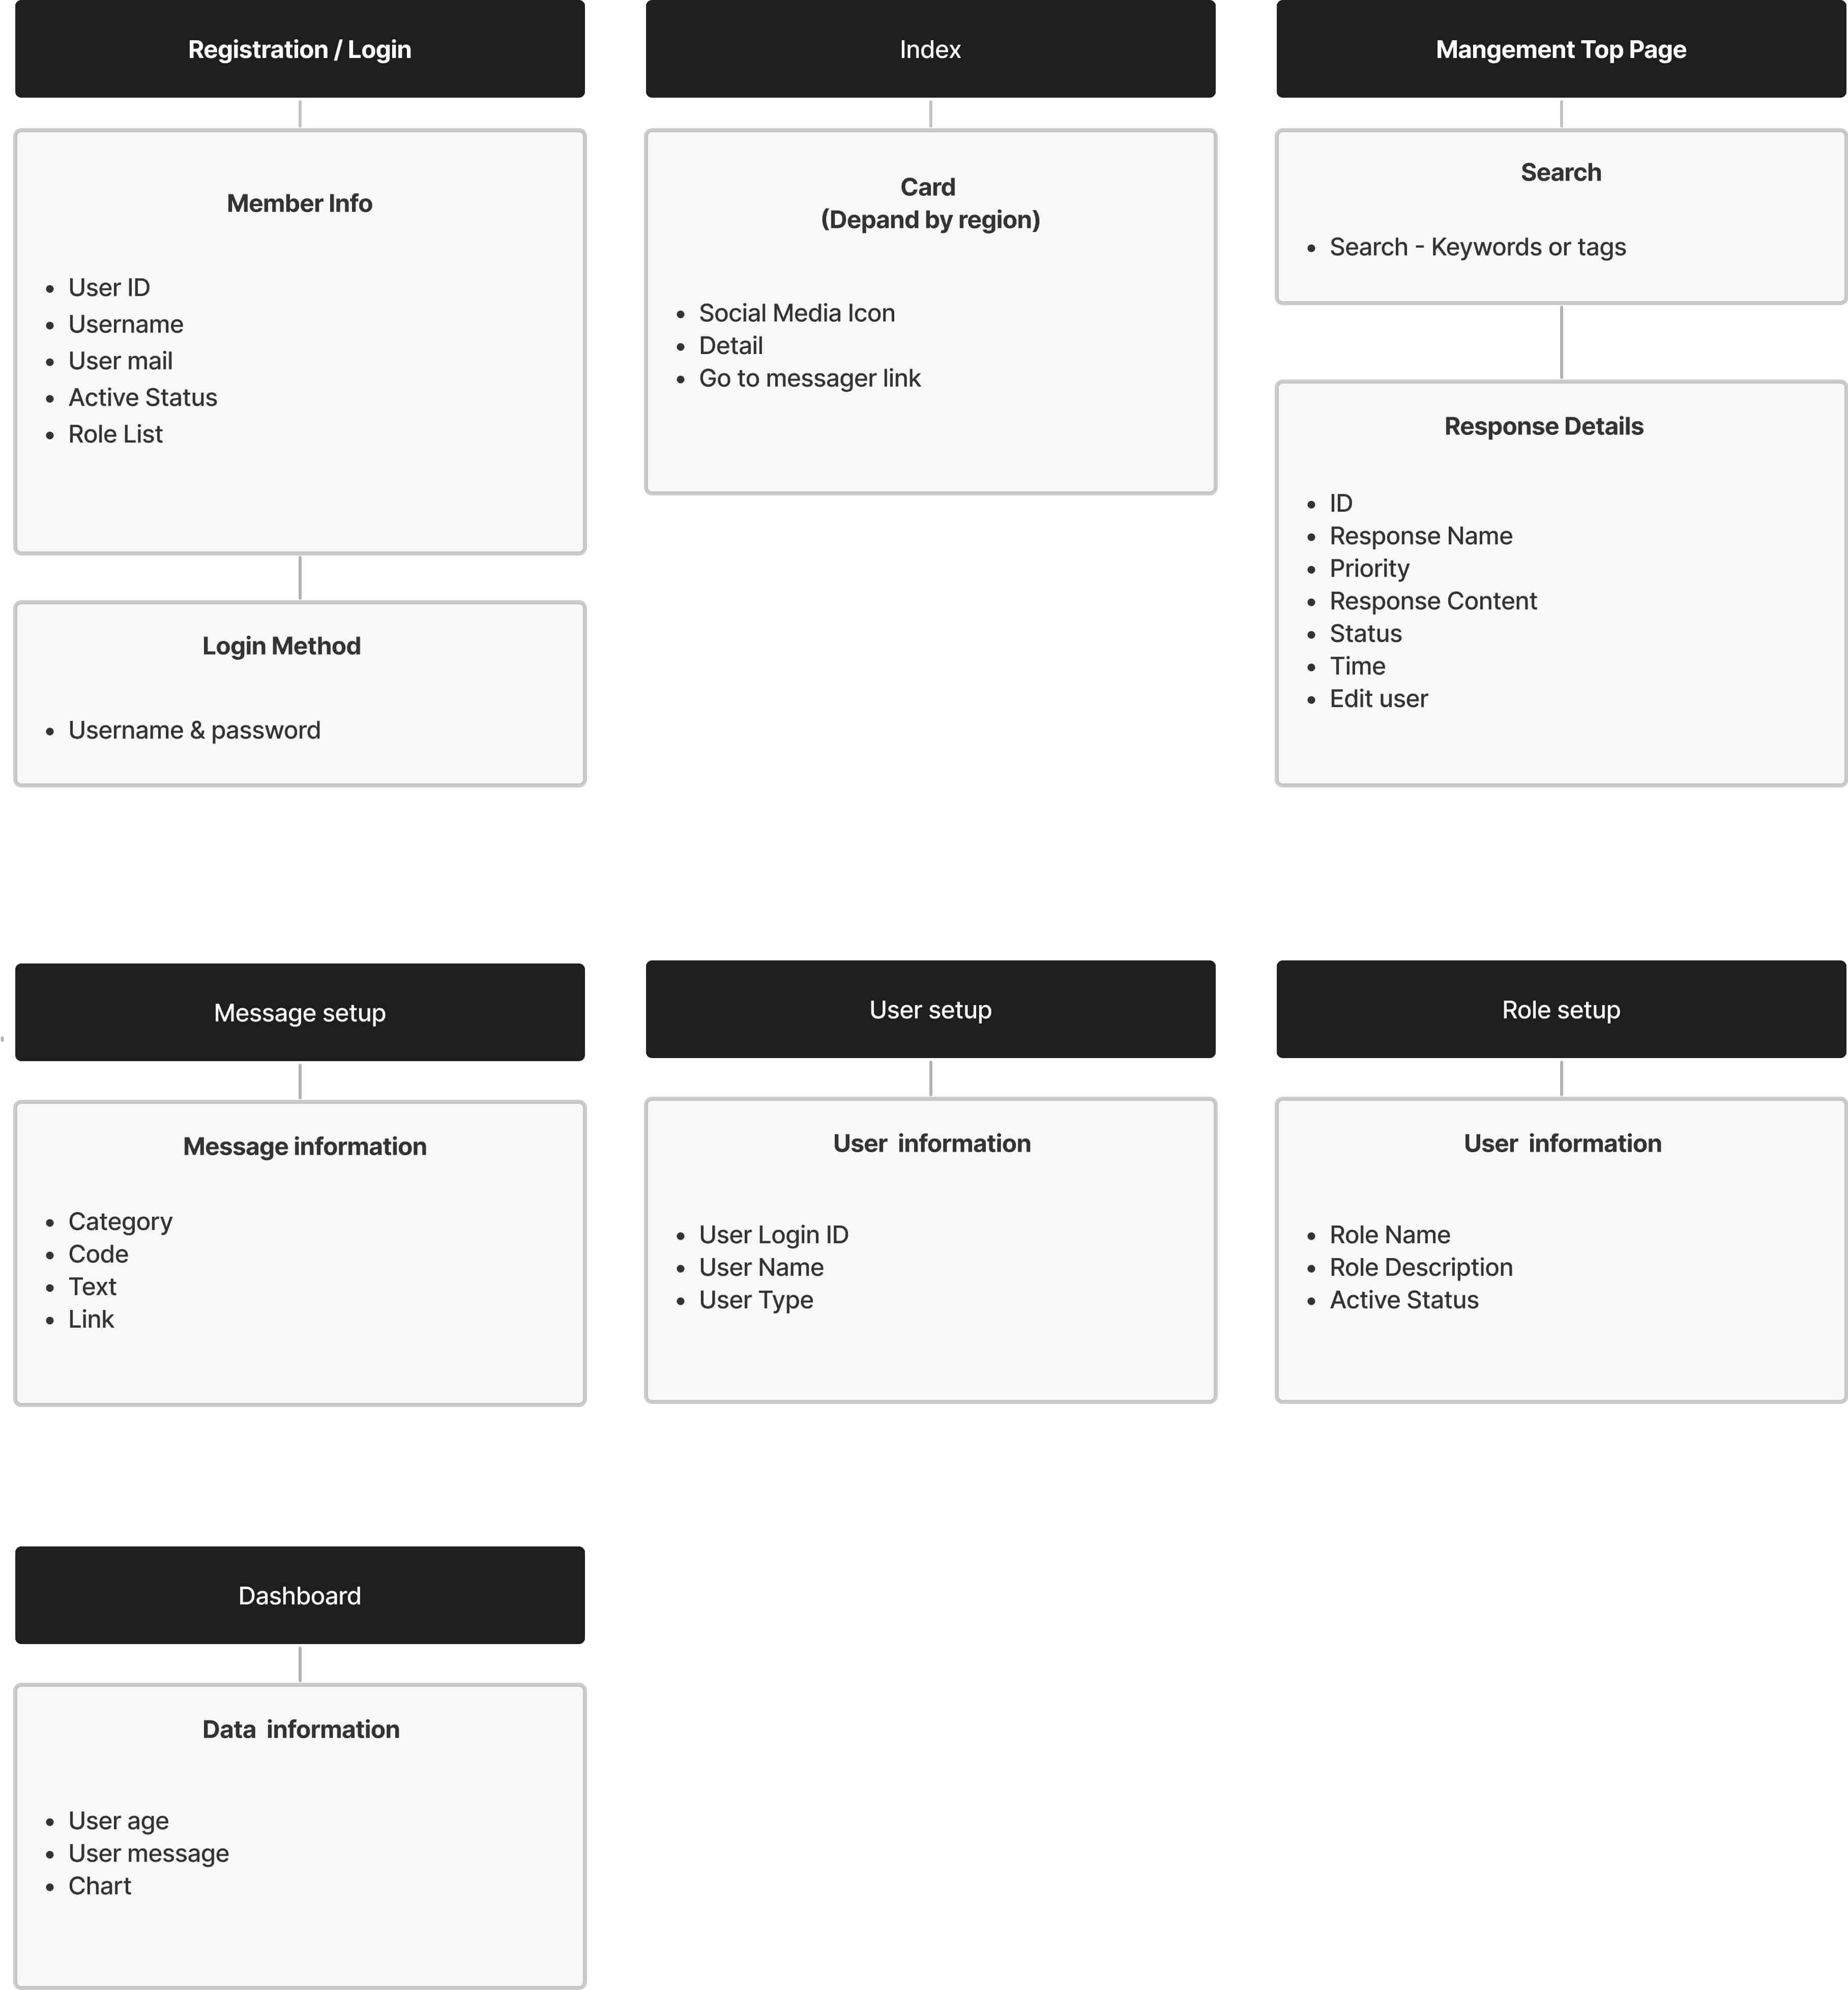 Registration / Login
Member Info
• User ID
• Username
• User mail
• Active Status
• Role List
Login Method
• Username & password
Index
Card
(Depand by region)
• Social Media Icon
• Detail
• Go to messager link
Mangement Top Page
Search
• Search - Keywords or tags
Response Details
• ID
• Response Name
• Priority
• Response Content
• Status
• Time
• Edit user
Message setup
Message information
• Category
• Code
• Text
• Link
User setup
User information
• User Login ID
• User Name
• User Type
Role setup
User information
• Role Name
• Role Description
• Active Status
Dashboard
Data information
• User age
• User message
• Chart